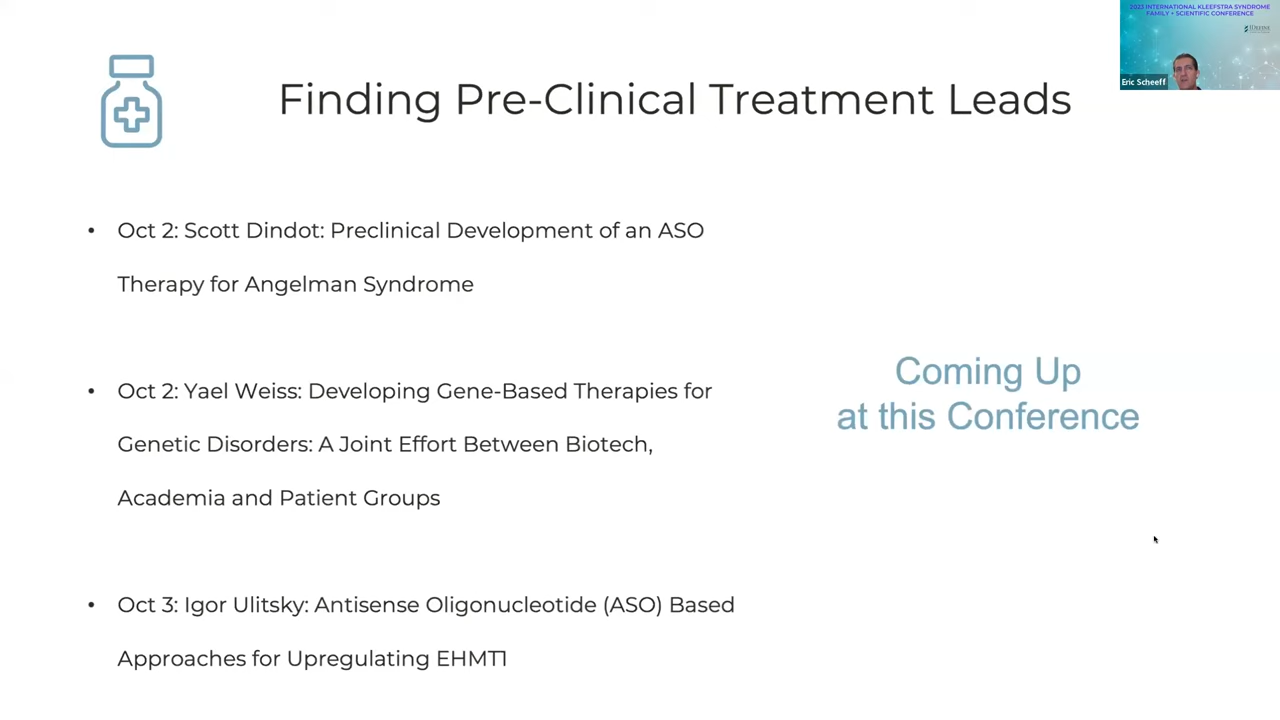 2023 INTERNATIONAL KLEEFSTRA SYNDROME
FAMILY + SCIENTIFIC CONFERENCE
IDefine
Eric Scheeff
Finding Pre-Clinical Treatment Leads
• Oct 2: Scott Dindot: Preclinical Development of an ASO
Therapy for Angelman Syndrome
• Oct 2: Yael Weiss: Developing Gene-Based Therapies for
Genetic Disorders: A Joint Effort Between Biotech,
Academia and Patient Groups
• Oct 3: Igor Ulitsky: Antisense Oligonucleotide (ASO) Based
Approaches for Upregulating EHMT1
Coming Up
at this Conference